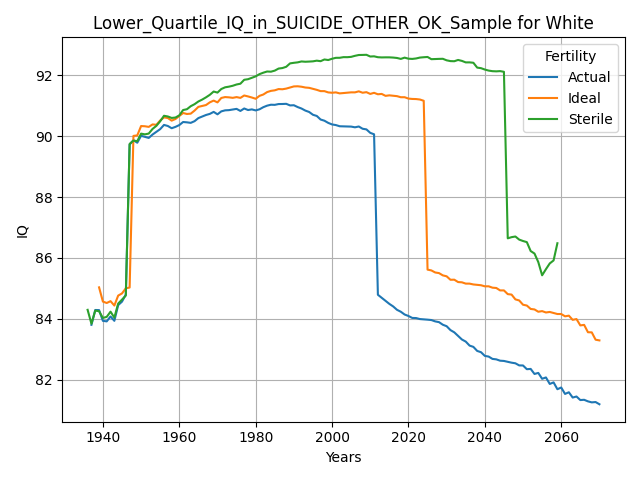 Lower_Quartile_IQ_in_SUICIDE_OTHER_OK_Sample for White
Fertility
Actual
Ideal
Sterile
IQ
92
90
88
86
84
82
1940
1960
1980
2000
2020
2040
2060
Years